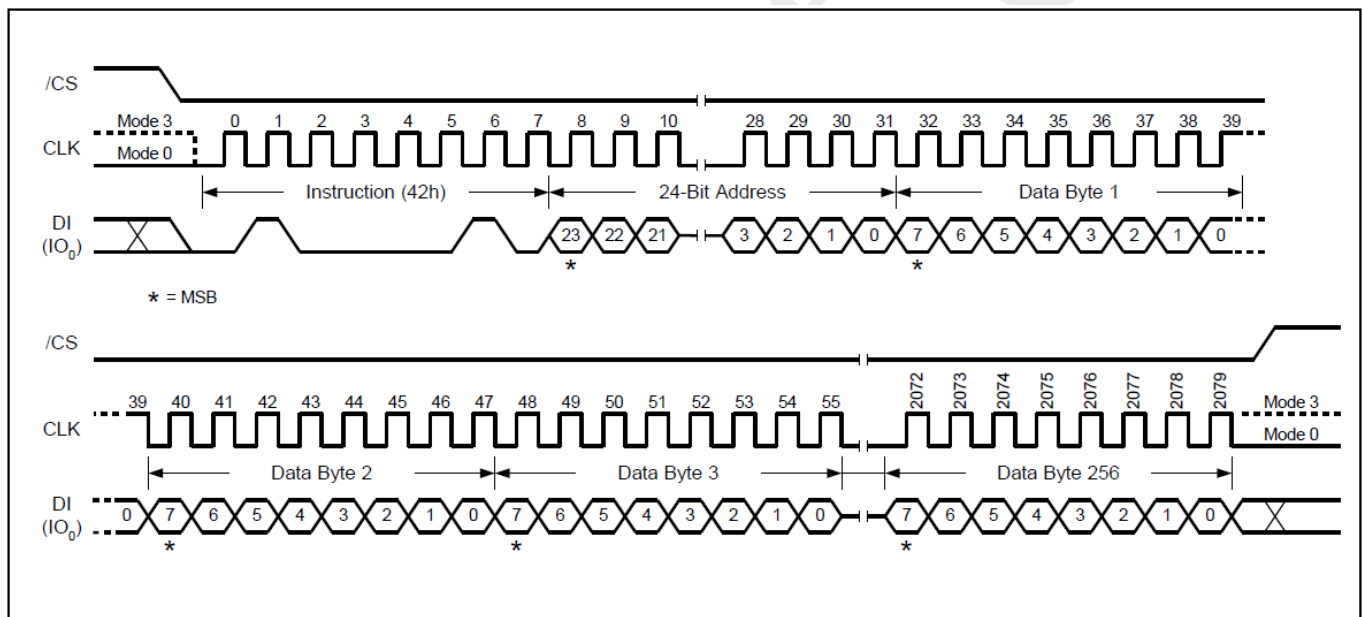 /CS
Mode 3 0 1 2 3 4 5 6 7 8 9 10 28 29 30 31 32 33 34 35 36 37 38 39
CLK
Mode 0
Instruction (42h) 24-Bit Address Data Byte 1
DI
(IO0)
23 22 21 3 2 1 0 7 6 5 4 3 2 1 0
* *
* = MSB
/CS
39 40 41 42 43 44 45 46 47 48 49 50 51 52 53 54 55 2072 2073 2074 2075 2076 2077 2078 2079 Mode 3
CLK
Mode 0
Data Byte 2 Data Byte 3 Data Byte 256
DI
(IO0)
0 7 6 5 4 3 2 1 0 7 6 5 4 3 2 1 0 7 6 5 4 3 2 1 0
* * *